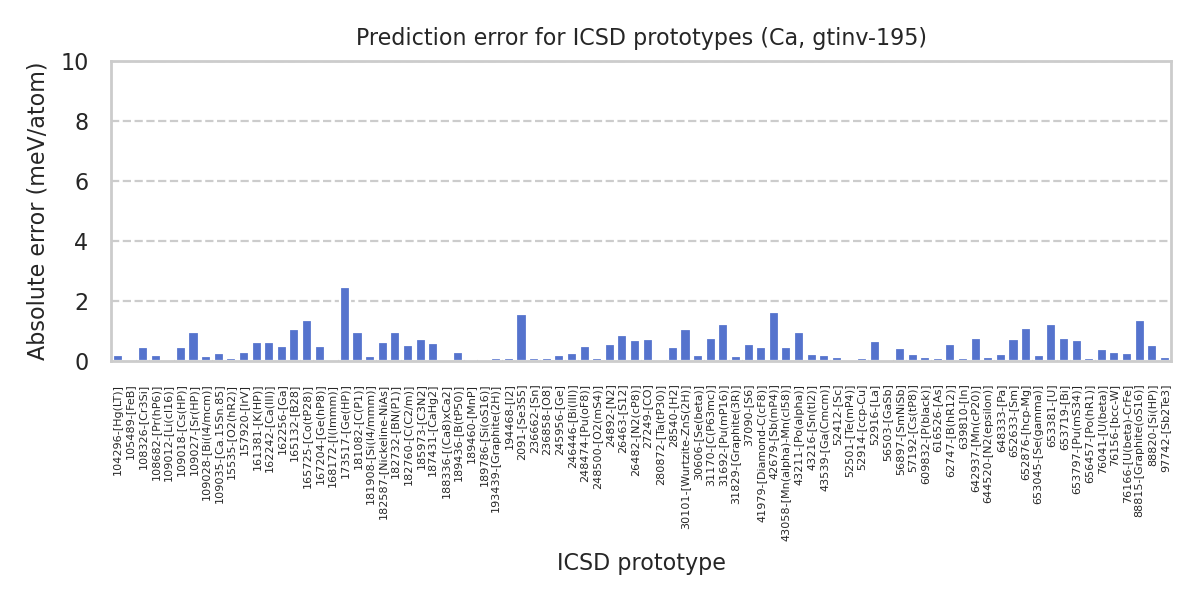 Prediction error for ICSD prototypes (Ca, gtinv-195)
Absolute error (meV/atom)
10
8
6
4
2
0
104296-[Hg(LT)]
105489-[FeB]
108326-[Cr3Si]
108682-[Pr(hP6)]
109012-[Li(cI16)]
109018-[Cs(HP)]
109027-[Sr(HP)]
109028-[Bi(I4/mcm)]
109035-[Ca.15Sn.85]
15535-[O2(hR2)]
157920-[IrV]
161381-[K(HP)]
162242-[Ca(III)]
162256-[Ga]
165132-[B28]
165725-[Co(tP28)]
167204-[Ge(hP8)]
168172-[I(Immm)]
173517-[Ge(HP)]
181082-[C(P1)]
181908-[Si(I4/mmm)]
182587-[Nickeline-NiAs]
182732-[BN(P1)]
182760-[C(C2/m)]
185973-[C3N2]
187431-[CaHg2]
188336-[(Ca8)xCa2]
189436-[B(tP50)]
189460-[MnP]
189786-[Si(oS16)]
193439-[Graphite(2H)]
194468-[I2]
2091-[Se3S5]
236662-[Sn]
236858-[O8]
245956-[Ge]
246446-[Bi(III)]
248474-[Pu(oF8)]
248500-[O2(mS4)]
24892-[N2]
26463-[S12]
26482-[N2(cP8)]
27249-[CO]
280872-[Ta(tP30)]
28540-[H2]
30101-[Wurtzite-ZnS(2H)]
30606-[Se(beta)]
31170-[C(P63mc)]
31692-[Pu(mP16)]
31829-[Graphite(3R)]
37090-[S6]
41979-[Diamond-C(cF8)]
42679-[Sb(mP4)]
43058-[Mn(alpha)-Mn(cI58)]
43211-[Po(alpha)]
43216-[Sn(tI4)]
43539-[Ga(Cmcm)]
52412-[Sc]
52501-[Te(mP4)]
52914-[ccp-Cu]
52916-[La]
56503-[GaSb]
56897-[SmNiSb]
57192-[Cs(tP8)]
609832-[P(black)]
616526-[As]
62747-[B(hR12)]
639810-[In]
642937-[Mn(cP20)]
644520-[N2(epsilon)]
648333-[Pa]
652633-[Sm]
652876-[hcp-Mg]
653045-[Se(gamma)]
653381-[U]
653719-[I]
653797-[Pu(mS34)]
656457-[Po(hR1)]
76041-[U(beta)]
76156-[bcc-W]
76166-[U(beta)-CrFe]
88815-[Graphite(oS16)]
88820-[Si(HP)]
97742-[Sb2Te3]
ICSD prototype